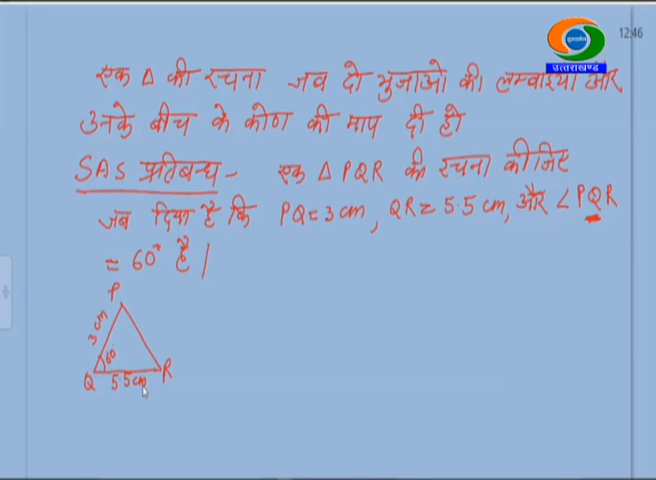 12:46
उत्तराखण्ड
एक Δ की रचना जब दो भुजाओ की लम्बाइया और
उनके बीच के कोण की माप दी हो
SAS प्रतिबन्ध - एक Δ PQR की रचना कीजिए
जब दिया है कि PQ = 3 cm, QR = 5.5 cm, और ∠PQR
= 60° है |
P
3 cm
60°
Q R
5.5 cm